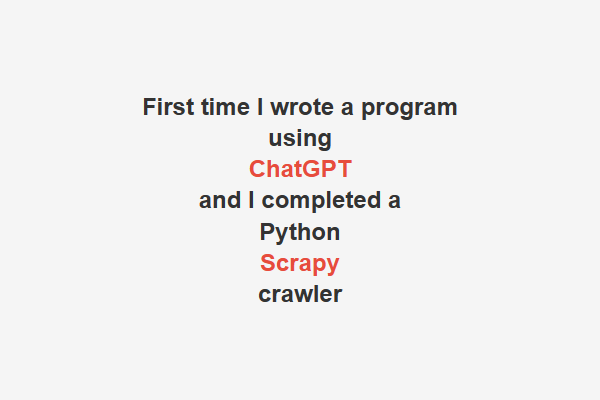 First time I wrote a program
using
ChatGPT
and I completed a
Python
Scrapy
crawler